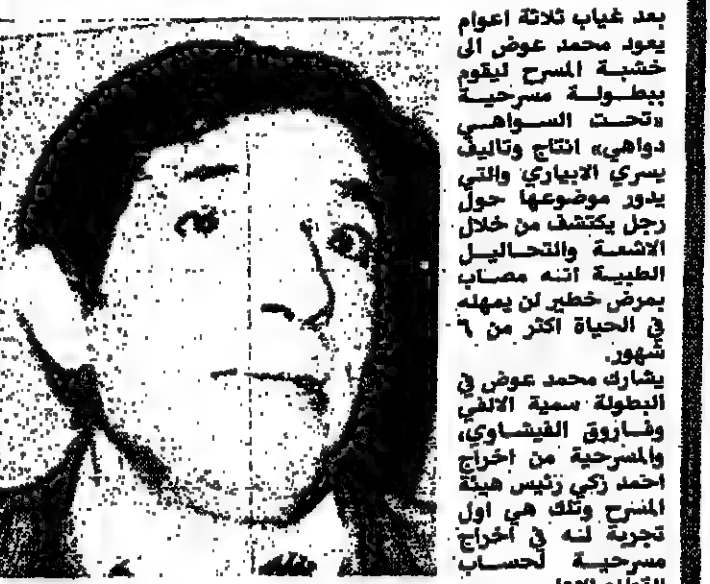 بعد غياب ثلاثة اعوام
يعود محمد عوض الى
خشبة المسرح ليقوم
ببطولة مسرحية
«تحت السواهي
دواهي» انتاج وتاليف
يسري الابياري والتي
يدور موضوعها حول
رجل يكتشف من خلال
الاشعة والتحاليل
الطبية انه مصاب
بمرض خطير لن يمهله
في الحياة اكثر من ٦
شهور.
يشارك محمد عوض في
البطولة سمية الالفي
وفاروق الفيشاوي،
والمسرحية من اخراج
احمد زكي رئيس هيئة
المسرح وتلك هي اول
تجربة له في اخراج
مسرحية لحساب